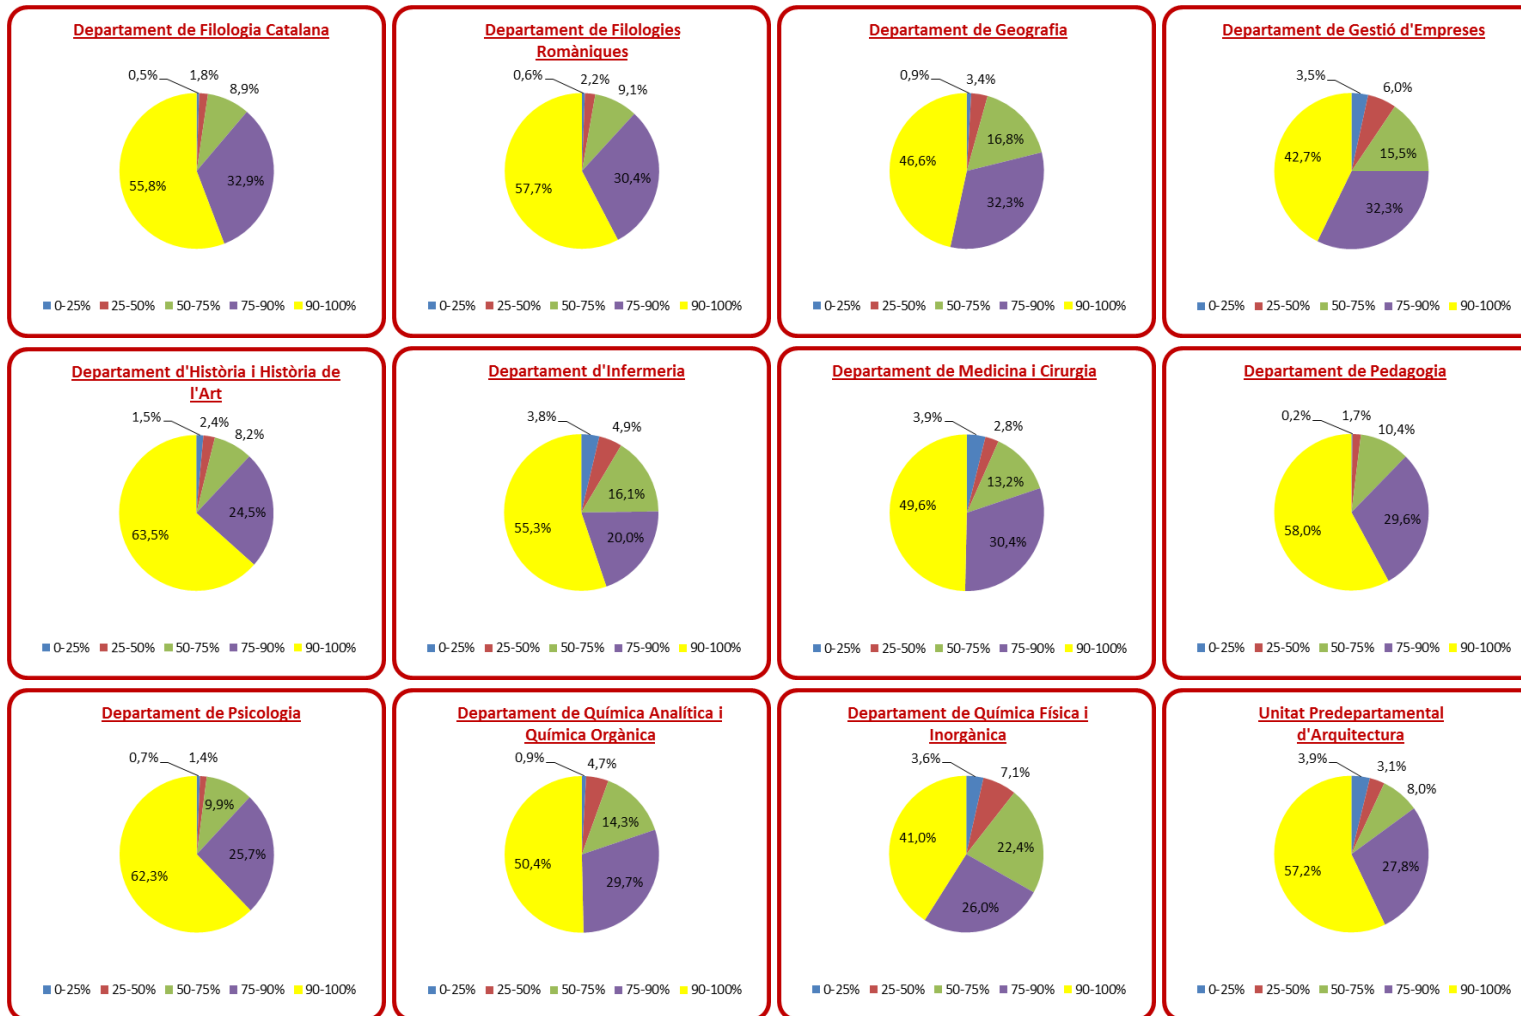 Departament de Filologia Catalana
0,5%
1,8%
8,9%
32,9%
55,8%
0-25% 25-50% 50-75% 75-90% 90-100%
Departament de Filologies
Romàniques
0,6%
2,2%
9,1%
30,4%
57,7%
0-25% 25-50% 50-75% 75-90% 90-100%
Departament de Geografia
0,9%
3,4%
16,8%
32,3%
46,6%
0-25% 25-50% 50-75% 75-90% 90-100%
Departament de Gestió d'Empreses
3,5%
6,0%
15,5%
32,3%
42,7%
0-25% 25-50% 50-75% 75-90% 90-100%
Departament d'Història i Història de
l'Art
1,5%
2,4%
8,2%
24,5%
63,5%
0-25% 25-50% 50-75% 75-90% 90-100%
Departament d'Infermeria
3,8%
4,9%
16,1%
20,0%
55,3%
0-25% 25-50% 50-75% 75-90% 90-100%
Departament de Medicina i Cirurgia
3,9%
2,8%
13,2%
30,4%
49,6%
0-25% 25-50% 50-75% 75-90% 90-100%
Departament de Pedagogia
0,2%
1,7%
10,4%
29,6%
58,0%
0-25% 25-50% 50-75% 75-90% 90-100%
Departament de Psicologia
0,7%
1,4%
9,9%
25,7%
62,3%
0-25% 25-50% 50-75% 75-90% 90-100%
Departament de Química Analítica i
Química Orgànica
0,9%
4,7%
14,3%
29,7%
50,4%
0-25% 25-50% 50-75% 75-90% 90-100%
Departament de Química Física i
Inorgànica
3,6%
7,1%
22,4%
26,0%
41,0%
0-25% 25-50% 50-75% 75-90% 90-100%
Unitat Predepartamental
d'Arquitectura
3,9%
3,1%
8,0%
27,8%
57,2%
0-25% 25-50% 50-75% 75-90% 90-100%